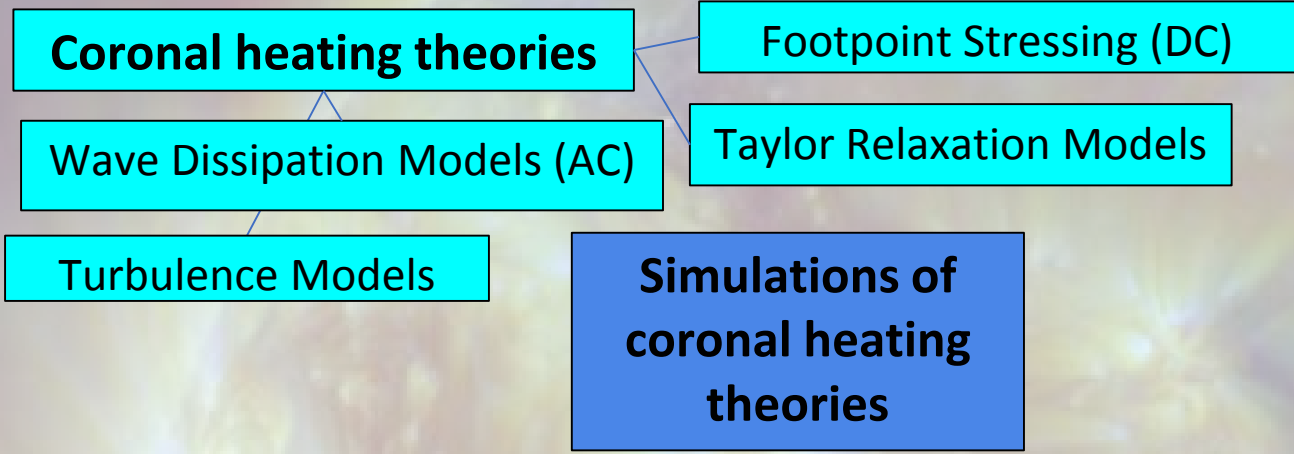 Coronal heating theories
Footpoint Stressing (DC)
Wave Dissipation Models (AC)
Taylor Relaxation Models
Turbulence Models
Simulations of
coronal heating
theories